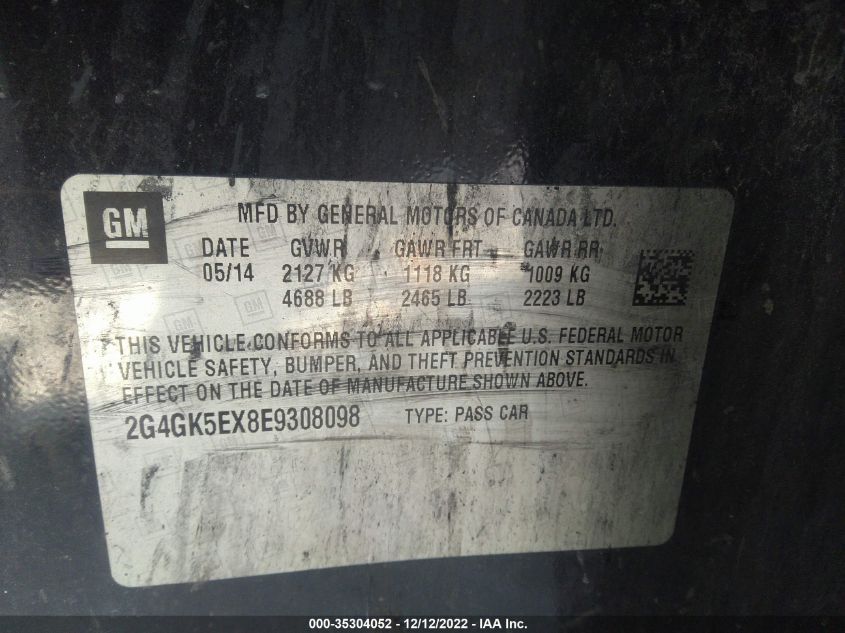 GM
MFD BY GENERAL MOTORS OF CANADA LTD.
DATE GVWR GAWR FRT GAWR RR
05/14 2127 KG 1118 KG 1009 KG
4688 LB 2465 LB 2223 LB
THIS VEHICLE CONFORMS TO ALL APPLICABLE U.S. FEDERAL MOTOR
VEHICLE SAFETY, BUMPER, AND THEFT PREVENTION STANDARDS IN
EFFECT ON THE DATE OF MANUFACTURE SHOWN ABOVE.
2G4GK5EX8E9308098 TYPE: PASS CAR
000-35304052 - 12/12/2022 - IAA Inc.